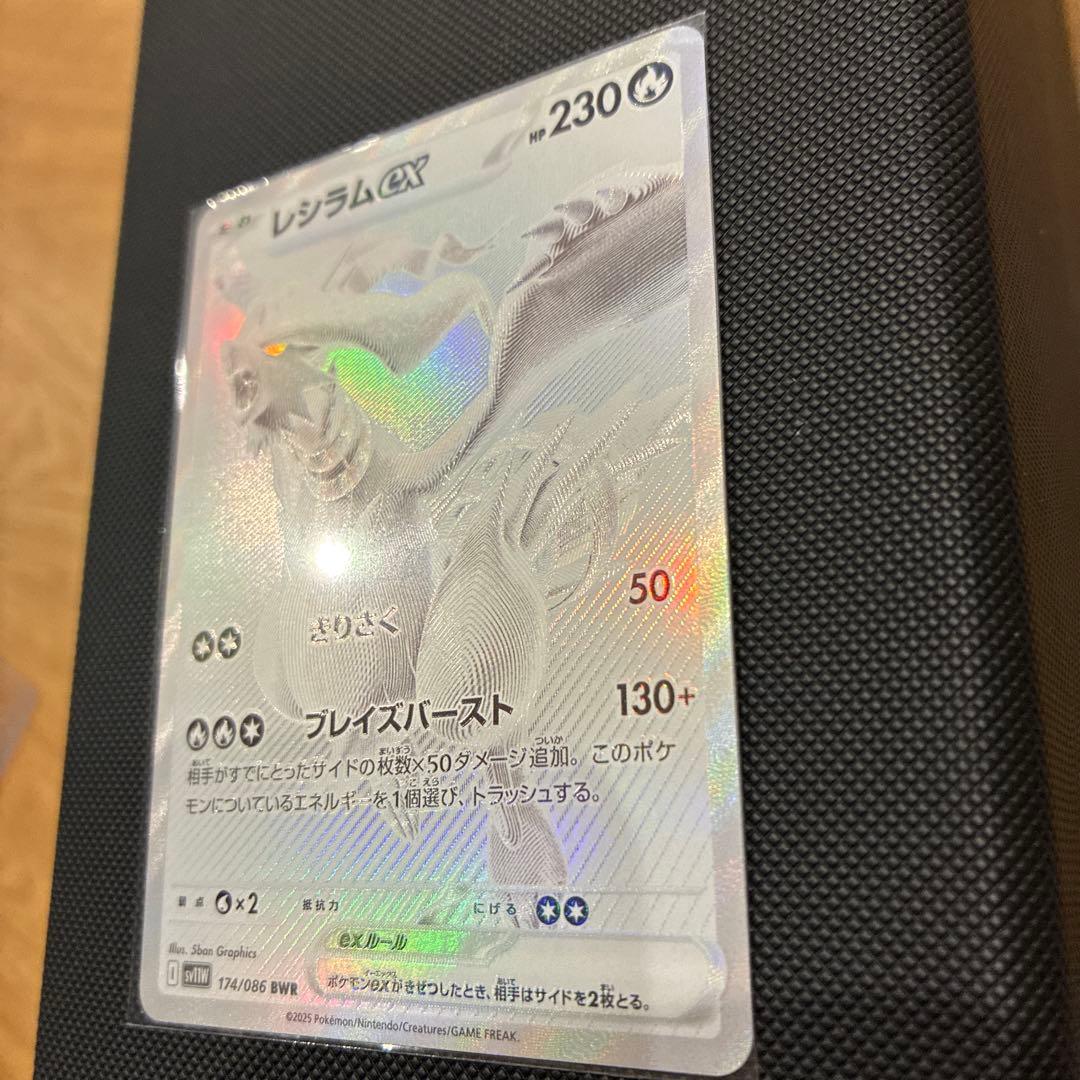 レシラムex
HP 230
きりさく 50
ブレイズバースト 130+
相手がすでにとったサイドの枚数×50ダメージ追加。このポケ
モンについているエネルギーを1個選び、トラッシュする。
弱点 ×2 抵抗力 にげる
exルール
ポケモンexがきぜつしたとき、相手はサイドを2枚とる。
Illus. 5ban Graphics
I sv11W 174/086 BWR
©2025 Pokémon/Nintendo/Creatures/GAME FREAK.